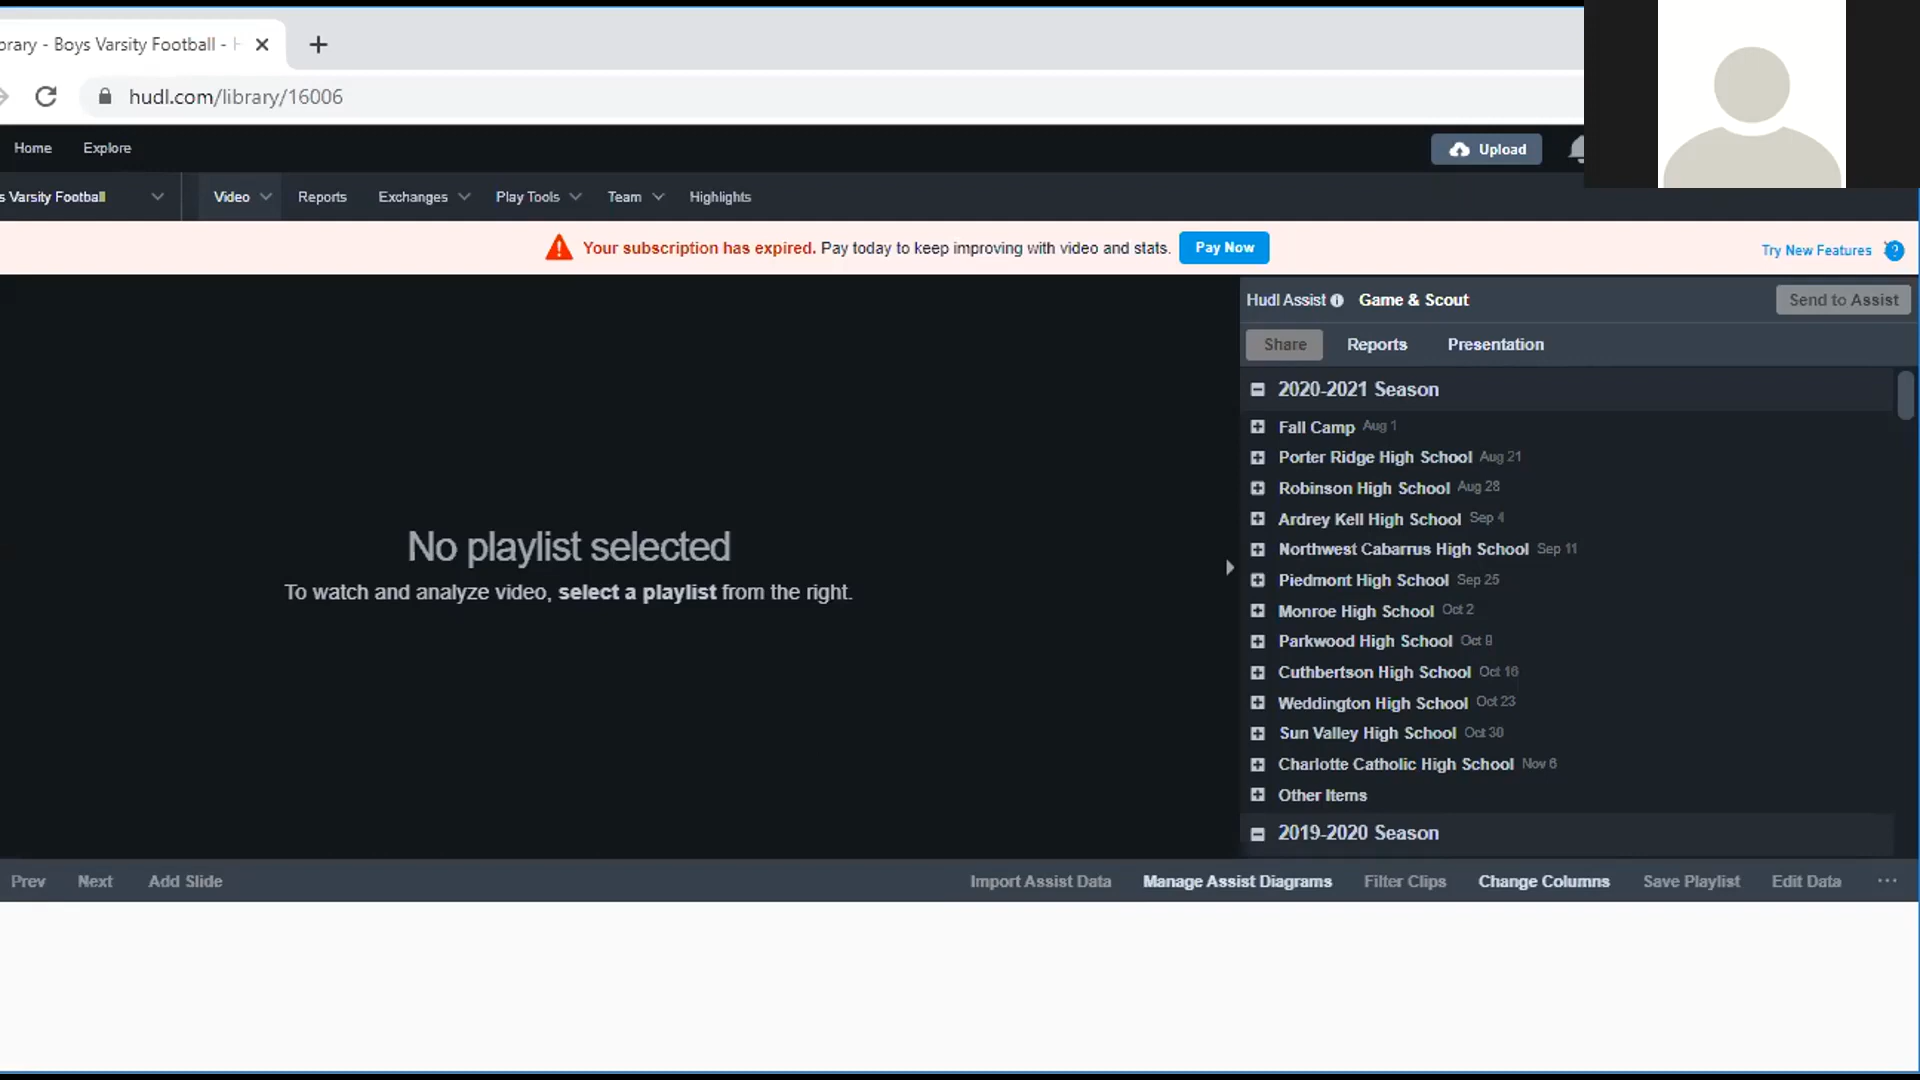 brary - Boys Varsity Football - H
hudl.com/library/16006
Home Explore Upload
s Varsity Football Video Reports Exchanges Play Tools Team Highlights
Your subscription has expired. Pay today to keep improving with video and stats. Pay Now Try New Features ?
Hudl Assist Game & Scout Send to Assist
Share Reports Presentation
2020-2021 Season
Fall Camp Aug 1
Porter Ridge High School Aug 21
Robinson High School Aug 28
Ardrey Kell High School Sep 4
Northwest Cabarrus High School Sep 11
Piedmont High School Sep 25
Monroe High School Oct 2
Parkwood High School Oct 9
Cuthbertson High School Oct 16
Weddington High School Oct 23
Sun Valley High School Oct 30
Charlotte Catholic High School Nov 6
Other Items
2019-2020 Season
No playlist selected
To watch and analyze video, select a playlist from the right.
Prev Next Add Slide Import Assist Data Manage Assist Diagrams Filter Clips Change Columns Save Playlist Edit Data ...